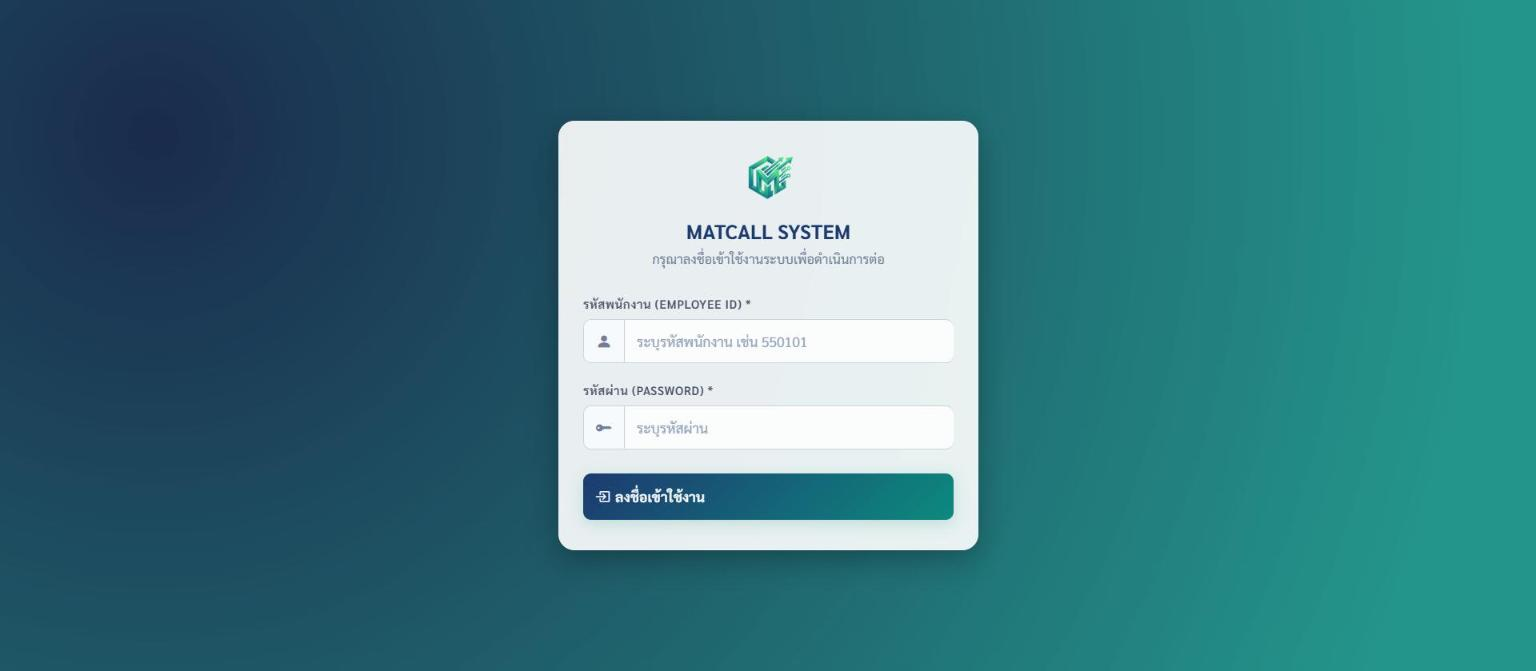 MATCALL SYSTEM
กรุณาลงชื่อเข้าใช้งานระบบเพื่อดำเนินการต่อ
รหัสพนักงาน (EMPLOYEE ID) *
ระบุรหัสพนักงาน เช่น 550101
รหัสผ่าน (PASSWORD) *
ระบุรหัสผ่าน
ลงชื่อเข้าใช้งาน